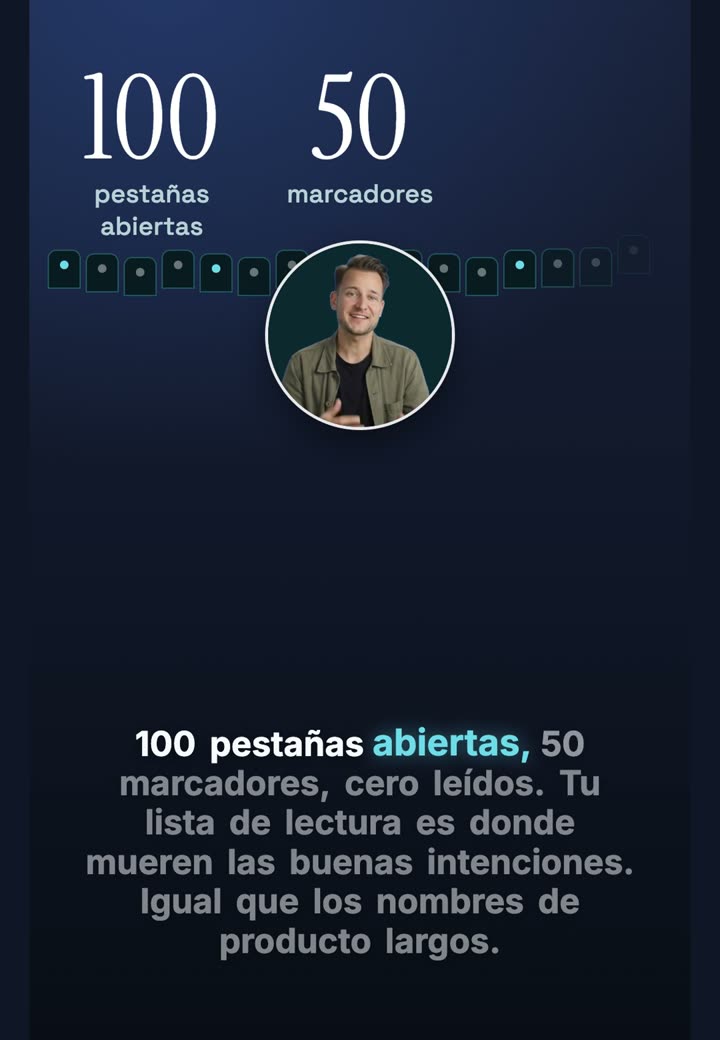 100 50
pestañas marcadores
abiertas
100 pestañas abiertas, 50
marcadores, cero leídos. Tu
lista de lectura es donde
mueren las buenas intenciones.
Igual que los nombres de
producto largos.